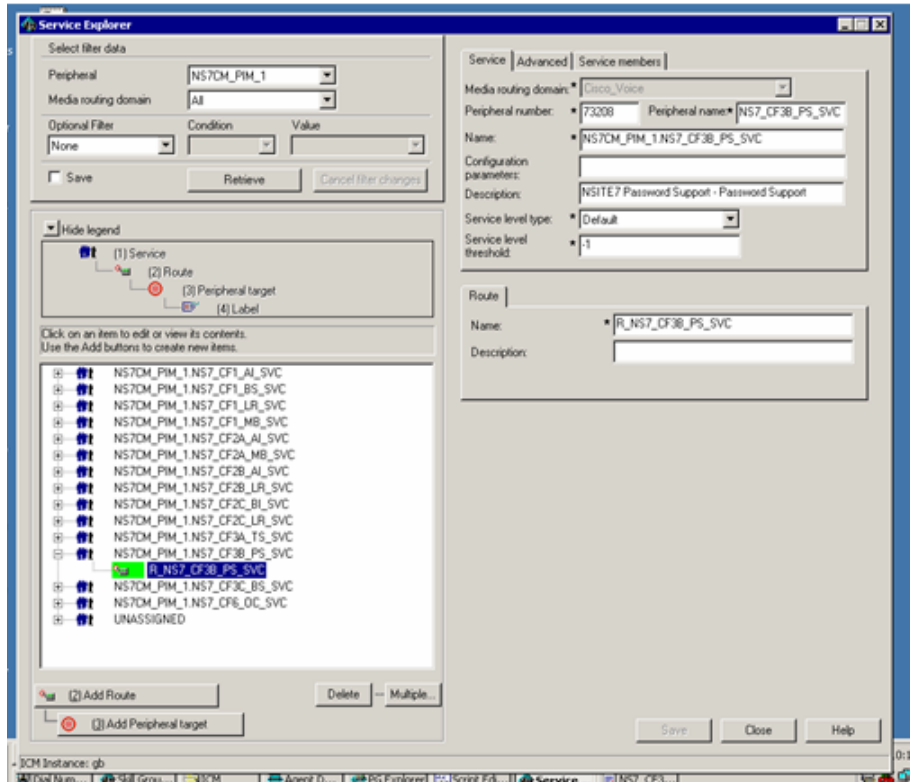 Service Explorer
Select filter data
Peripheral NS7CM_PIM_1
Media routing domain All
Optional Filter Condition Value
None
Save Retrieve Cancel filter changes
Hide legend
(1) Service
(2) Route
(3) Peripheral target
(4) Label
Click on an item to edit or view its contents.
Use the Add buttons to create new items.
NS7CM_PIM_1.NS7_CF1_AI_SVC
NS7CM_PIM_1.NS7_CF1_BS_SVC
NS7CM_PIM_1.NS7_CF1_LR_SVC
NS7CM_PIM_1.NS7_CF1_MB_SVC
NS7CM_PIM_1.NS7_CF2A_AI_SVC
NS7CM_PIM_1.NS7_CF2A_MB_SVC
NS7CM_PIM_1.NS7_CF2B_AI_SVC
NS7CM_PIM_1.NS7_CF2B_LR_SVC
NS7CM_PIM_1.NS7_CF2C_BI_SVC
NS7CM_PIM_1.NS7_CF2C_LR_SVC
NS7CM_PIM_1.NS7_CF3A_TS_SVC
NS7CM_PIM_1.NS7_CF3B_PS_SVC
R_NS7_CF3B_PS_SVC
NS7CM_PIM_1.NS7_CF3C_BS_SVC
NS7CM_PIM_1.NS7_CF6_OC_SVC
UNASSIGNED
(2) Add Route Delete -- Multiple...
(3) Add Peripheral target
Service Advanced Service members
Media routing domain: * Cisco_Voice
Peripheral number: * 73208 Peripheral name:* NS7_CF3B_PS_SVC
Name: * NS7CM_PIM_1.NS7_CF3B_PS_SVC
Configuration parameters:
Description: NSITE7 Password Support - Password Support
Service level type: * Default
Service level threshold: * -1
Route
Name: * R_NS7_CF3B_PS_SVC
Description:
Save Close Help
ICM Instance: gb
Dial Num... Skill Grou... ICM Agent D... PG Explorer Script Edi... Service NS7_CF3...